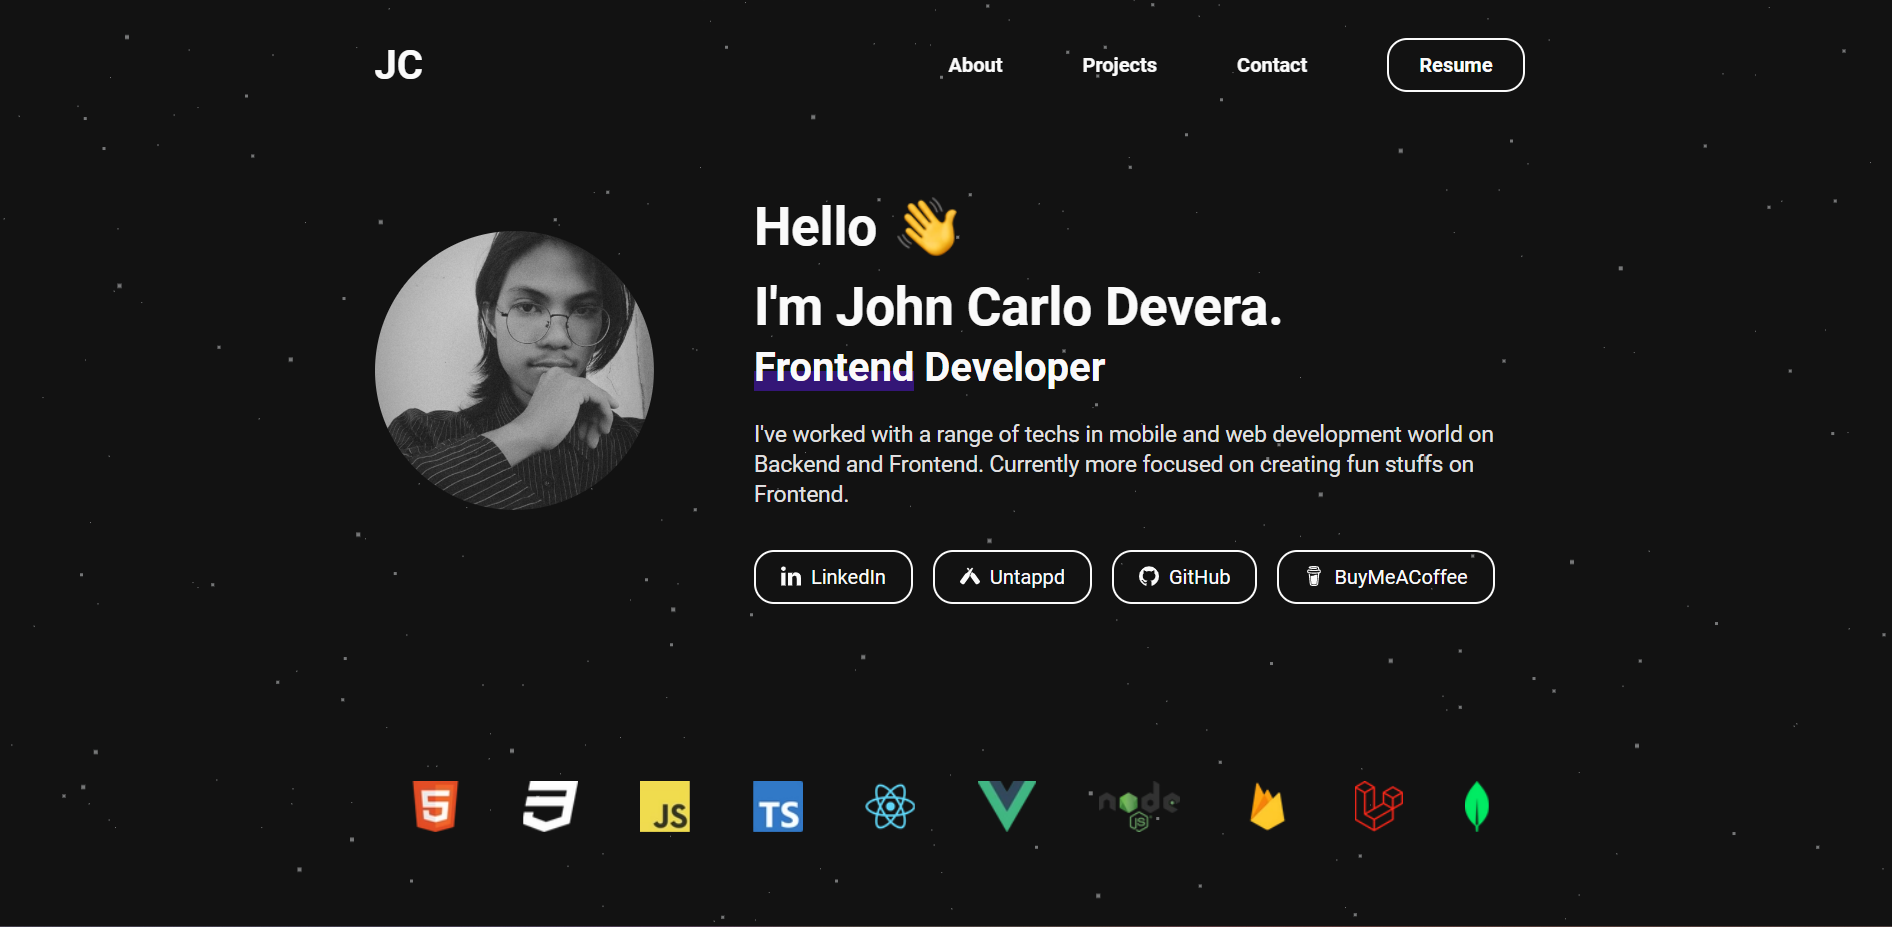 JC
About
Projects
Contact
Resume
Hello 👋
I'm John Carlo Devera.
Frontend Developer
I've worked with a range of techs in mobile and web development world on
Backend and Frontend. Currently more focused on creating fun stuffs on
Frontend.
LinkedIn
Untappd
GitHub
BuyMeACoffee
5
3
JS
TS
node
JS